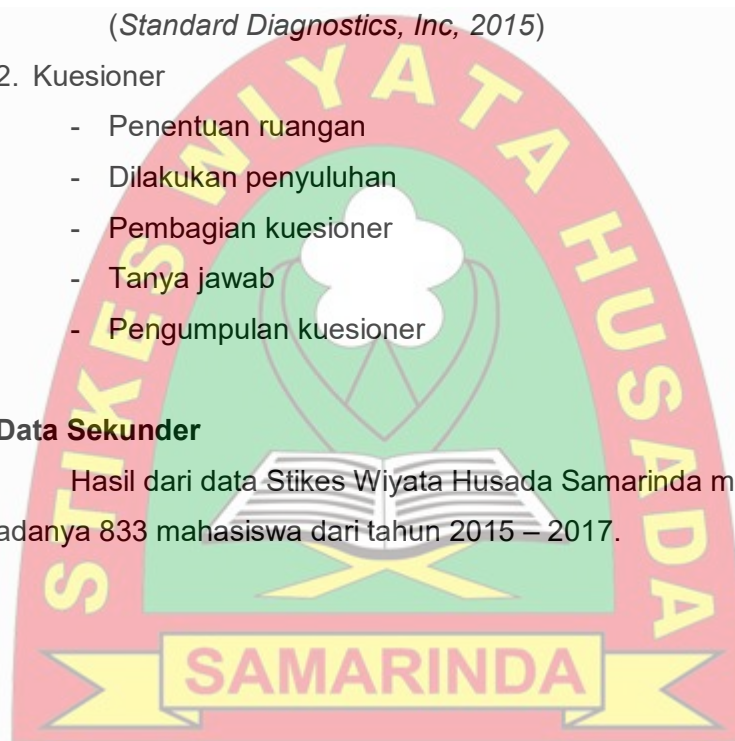 (Standard Diagnostics, Inc, 2015)
2. Kuesioner
- Penentuan ruangan
- Dilakukan penyuluhan
- Pembagian kuesioner
- Tanya jawab
- Pengumpulan kuesioner
Data Sekunder
Hasil dari data Stikes Wiyata Husada Samarinda m
adanya 833 mahasiswa dari tahun 2015 – 2017.
STIKES WIYATA HUSADA
SAMARINDA